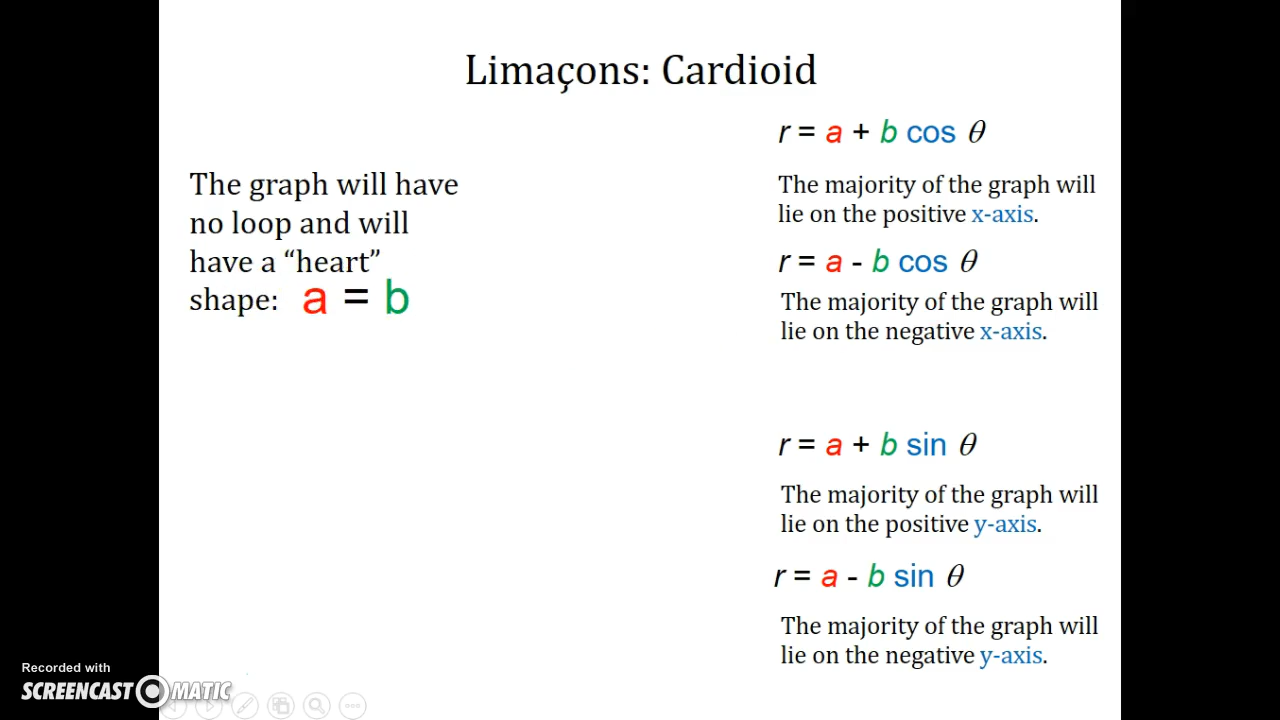 Limaçons: Cardioid
The graph will have
no loop and will
have a “heart”
shape: a = b
r = a + b cos θ
The majority of the graph will
lie on the positive x-axis.
r = a - b cos θ
The majority of the graph will
lie on the negative x-axis.
r = a + b sin θ
The majority of the graph will
lie on the positive y-axis.
r = a - b sin θ
The majority of the graph will
lie on the negative y-axis.
Recorded with
SCREENCAST MATIC